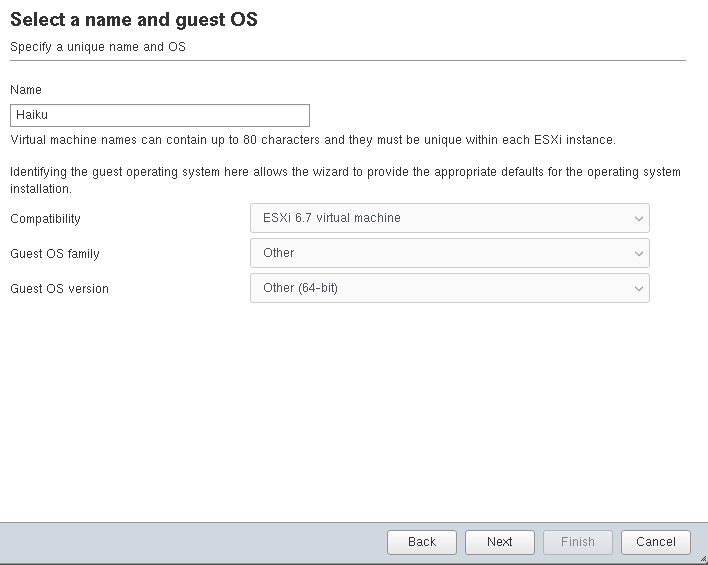 Select a name and guest OS
Specify a unique name and OS
Name
Haiku
Virtual machine names can contain up to 80 characters and they must be unique within each ESXi instance.
Identifying the guest operating system here allows the wizard to provide the appropriate defaults for the operating system
installation.
Compatibility
ESXi 6.7 virtual machine
Guest OS family
Other
Guest OS version
Other (64-bit)
Back
Next
Finish
Cancel